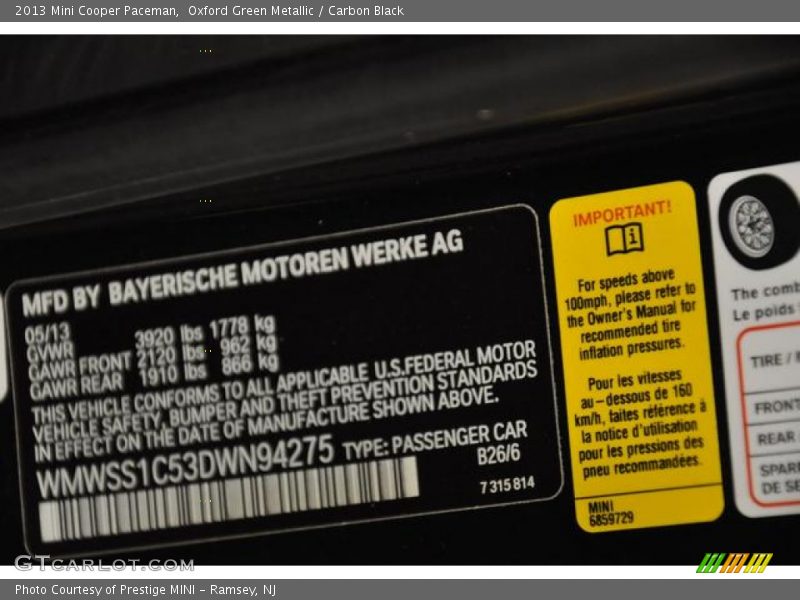 2013 Mini Cooper Paceman, Oxford Green Metallic / Carbon Black
MFD BY BAYERISCHE MOTOREN WERKE AG
05/13
GVWR 3920 lbs 1778 kg
GAWR FRONT 2120 lbs 962 kg
GAWR REAR 1910 lbs 866 kg
THIS VEHICLE CONFORMS TO ALL APPLICABLE U.S.FEDERAL MOTOR
VEHICLE SAFETY, BUMPER AND THEFT PREVENTION STANDARDS
IN EFFECT ON THE DATE OF MANUFACTURE SHOWN ABOVE.
WMWSS1C53DWN94275 TYPE: PASSENGER CAR
B26/6
7 315 814
IMPORTANT!
i
For speeds above
100mph, please refer to
the Owner's Manual for
recommended tire
inflation pressures.
Pour les vitesses
au-dessous de 160
km/h, faites référence à
la notice d'utilisation
pour les pressions des
pneu recommandées.
MINI
6859729
The comb
Le poids
TIRE /
FRONT
REAR
SPARE
DE SE
GTCARLOT.COM
Photo Courtesy of Prestige MINI - Ramsey, NJ